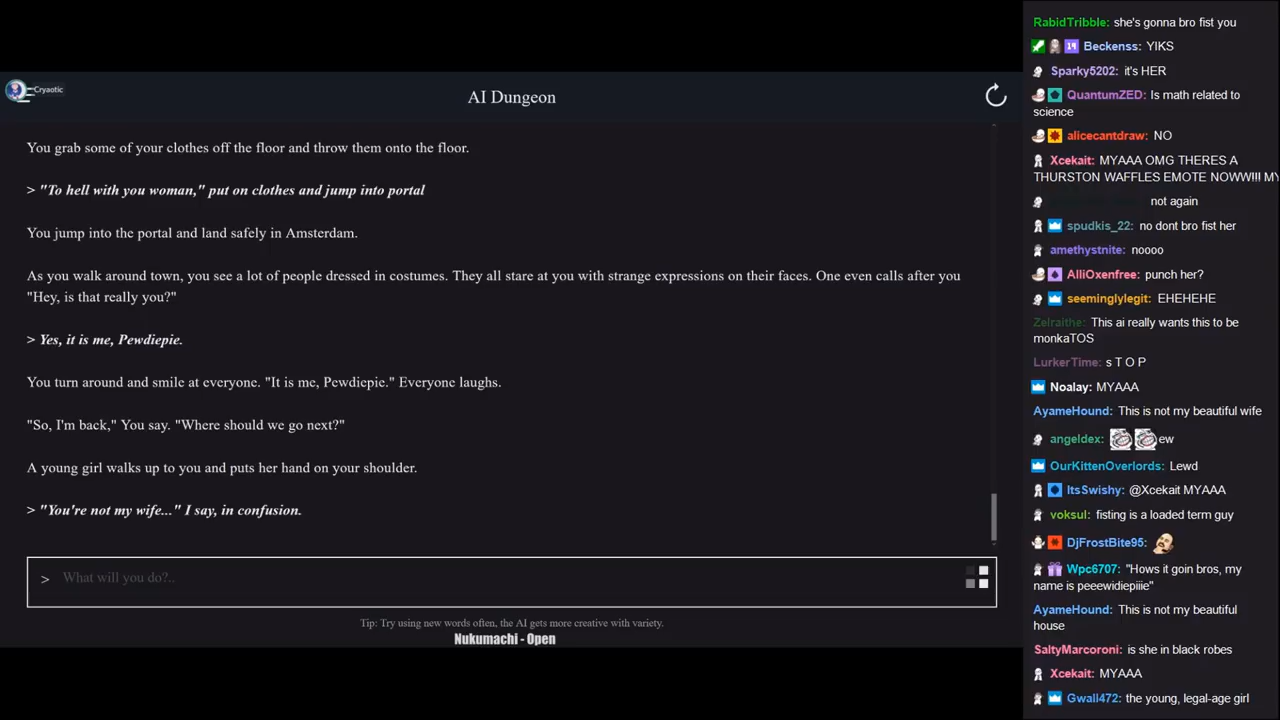 Cryaotic
AI Dungeon
You grab some of your clothes off the floor and throw them onto the floor.
> "To hell with you woman," put on clothes and jump into portal
You jump into the portal and land safely in Amsterdam.
As you walk around town, you see a lot of people dressed in costumes. They all stare at you with strange expressions on their faces. One even calls after you
"Hey, is that really you?"
> Yes, it is me, Pewdiepie.
You turn around and smile at everyone. "It is me, Pewdiepie." Everyone laughs.
"So, I'm back," You say. "Where should we go next?"
A young girl walks up to you and puts her hand on your shoulder.
> "You're not my wife..." I say, in confusion.
> What will you do?..
Tip: Try using new words often, the AI gets more creative with variety.
Nukumachi - Open
RabidTribble: she's gonna bro fist you
19 Beckenss: YIKS
Sparky5202: it's HER
QuantumZED: Is math related to
science
alicecantdraw: NO
Xcekait: MYAAA OMG THERES A
THURSTON WAFFLES EMOTE NOWW!!! MY
not again
spudkis_22: no dont bro fist her
amethystnite: noooo
AlliOxenfree: punch her?
seeminglylegit: EHEHEHE
Zelraithe: This ai really wants this to be
monkaTOS
LurkerTime: s T O P
Noalay: MYAAA
AyameHound: This is not my beautiful wife
angeldex: ew
OurKittenOverlords: Lewd
ItsSwishy: @Xcekait MYAAA
voksul: fisting is a loaded term guy
DjFrostBite95:
Wpc6707: "Hows it goin bros, my
name is peeewidiepiiie"
AyameHound: This is not my beautiful
house
SaltyMarcoroni: is she in black robes
Xcekait: MYAAA
Gwall472: the young, legal-age girl